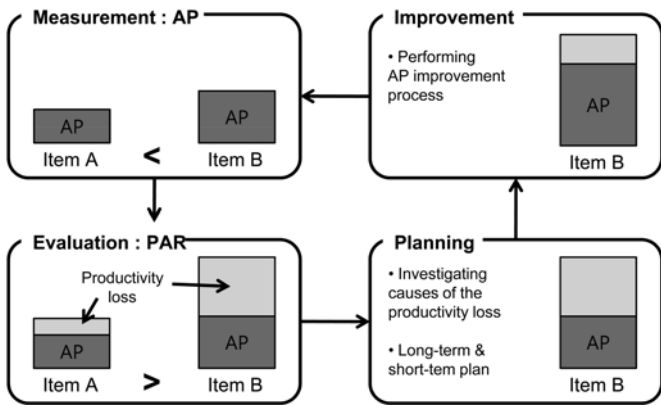 Measurement : AP
AP
AP
Item A
<
Item B
Improvement
• Performing
AP improvement
process
AP
Item B
Evaluation : PAR
Productivity
loss
AP
AP
Item A
>
Item B
Planning
• Investigating
causes of the
productivity loss
• Long-term &
short-tem plan
AP
Item B